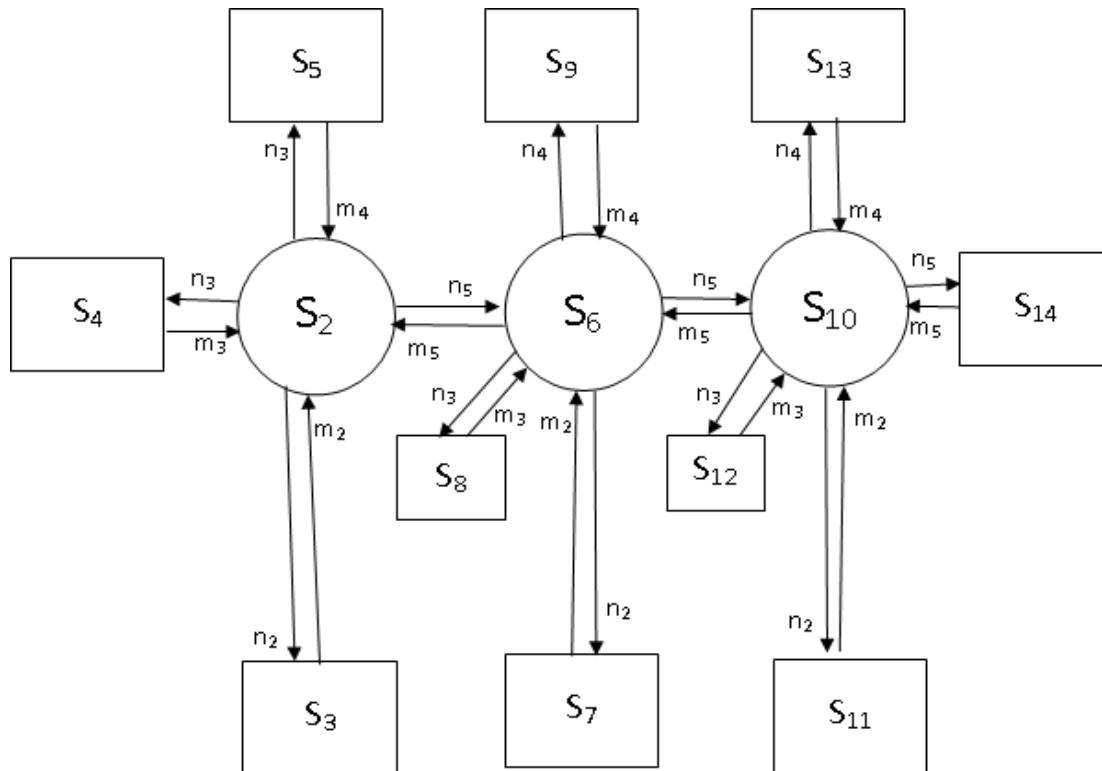 S₅ S₉ S₁₃
n₃ n₄ n₄
m₄ m₄ m₄
n₃ n₅ n₅ n₅
S₄ S₂ S₆ S₁₀ S₁₄
m₃ m₅ m₅ m₅
n₃ m₃ m₂ n₃ m₃ m₂
m₂
S₈ S₁₂
n₂ n₂ n₂
S₃ S₇ S₁₁